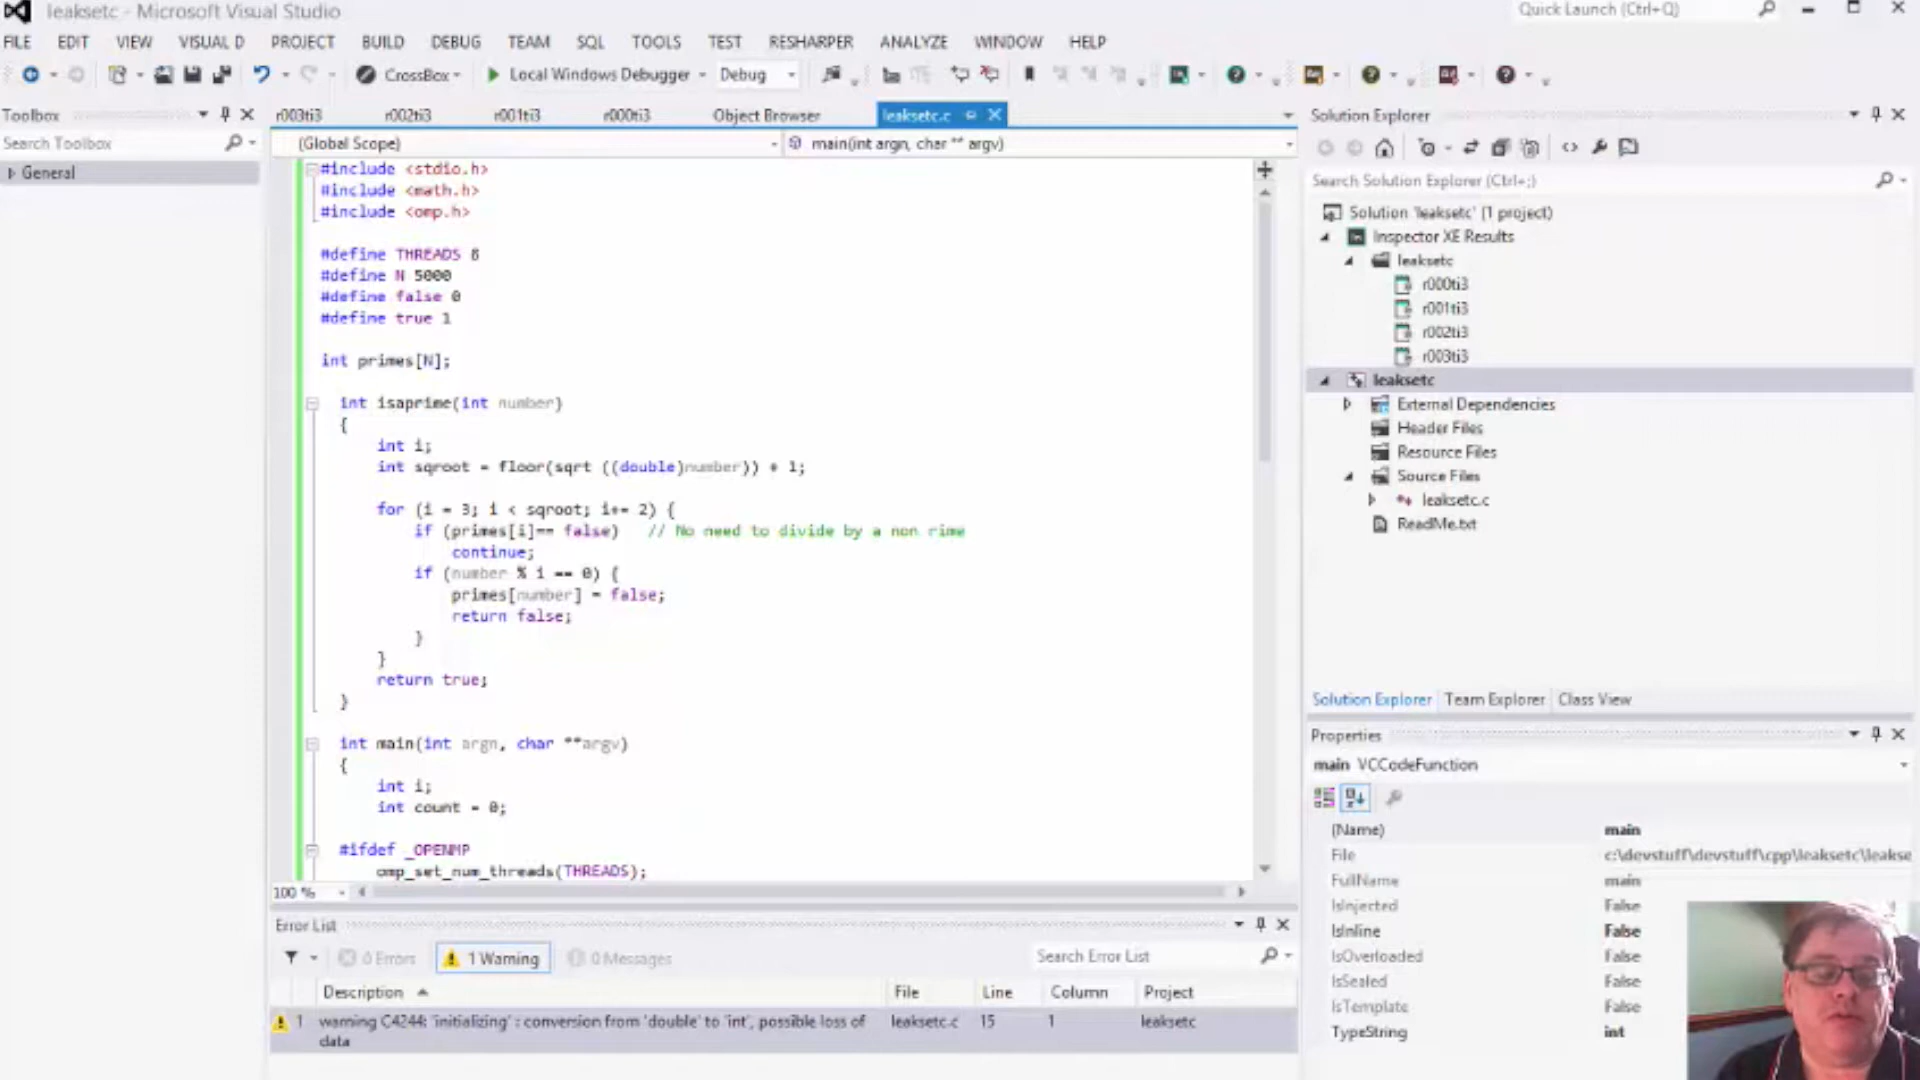 leaksetc - Microsoft Visual Studio
Quick Launch (Ctrl+Q)
FILE EDIT VIEW VISUAL D PROJECT BUILD DEBUG TEAM SQL TOOLS TEST RESHARPER ANALYZE WINDOW HELP
CrossBox Local Windows Debugger Debug
Toolbox
Search Toolbox
General
r003ti3 r002ti3 r001ti3 r000ti3 Object Browser leaksetc.c
(Global Scope) main(int argn, char ** argv)
#include <stdio.h>
#include <math.h>
#include <omp.h>
#define THREADS 8
#define N 5000
#define false 0
#define true 1
int primes[N];
int isaprime(int number)
{
int i;
int sqroot = floor(sqrt ((double)number)) + 1;
for (i = 3; i < sqroot; i+= 2) {
if (primes[i]== false) // No need to divide by a non rime
continue;
if (number % i == 0) {
primes[number] = false;
return false;
}
}
return true;
}
int main(int argn, char **argv)
{
int i;
int count = 0;
#ifdef _OPENMP
omp_set_num_threads(THREADS);
100 %
Error List
0 Errors 1 Warning 0 Messages
Search Error List
Description File Line Column Project
1 warning C4244: 'initializing' : conversion from 'double' to 'int', possible loss of data leaksetc.c 15 1 leaksetc
Solution Explorer
Search Solution Explorer (Ctrl+;)
Solution 'leaksetc' (1 project)
Inspector XE Results
leaksetc
r000ti3
r001ti3
r002ti3
r003ti3
leaksetc
External Dependencies
Header Files
Resource Files
Source Files
leaksetc.c
ReadMe.txt
Solution Explorer Team Explorer Class View
Properties
main VCCodeFunction
(Name) main
File c:\devstuff\devstuff\cpp\leaksetc\leakse
FullName main
IsInjected False
IsInline False
IsOverloaded False
IsSealed False
IsTemplate False
TypeString int